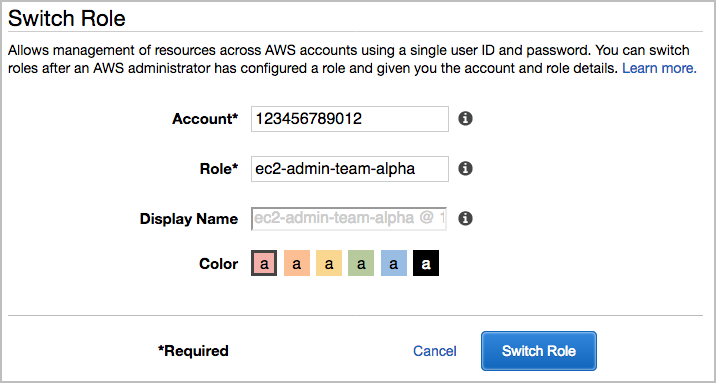 Switch Role
Allows management of resources across AWS accounts using a single user ID and password. You can switch
roles after an AWS administrator has configured a role and given you the account and role details. Learn more.
Account* 123456789012
Role* ec2-admin-team-alpha
Display Name ec2-admin-team-alpha @ 1
Color a a a a a a
*Required Cancel Switch Role